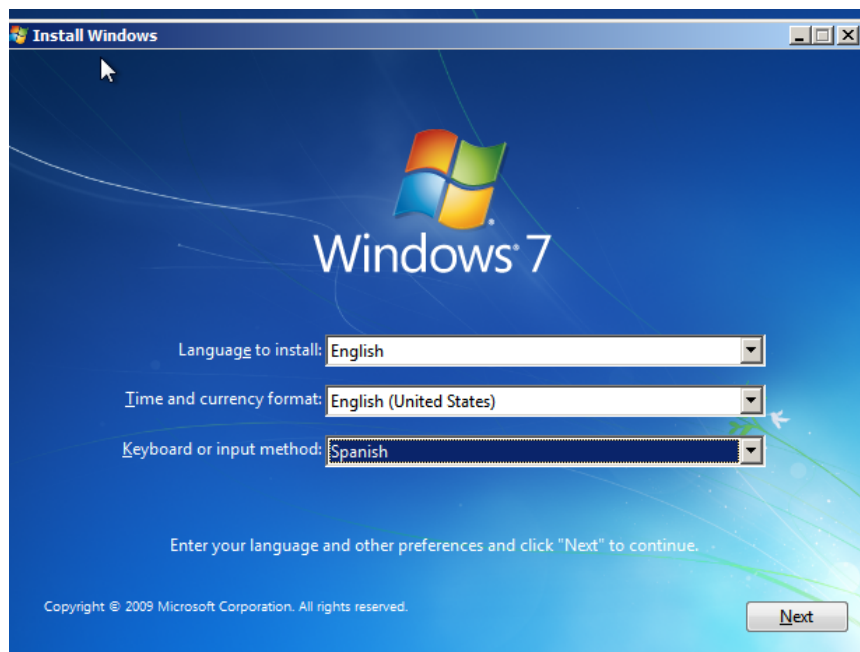 Install Windows
Windows® 7
Language to install: English
Time and currency format: English (United States)
Keyboard or input method: Spanish
Enter your language and other preferences and click "Next" to continue.
Copyright © 2009 Microsoft Corporation. All rights reserved.
Next